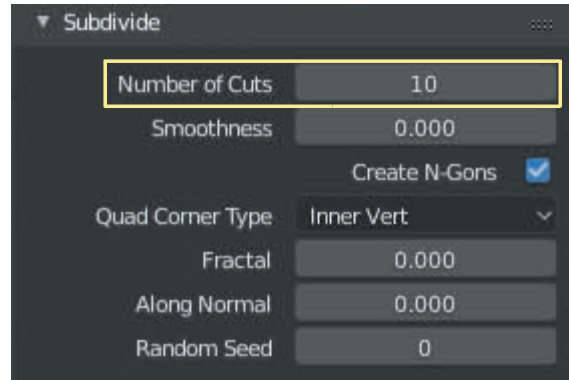 Subdivide
Number of Cuts 10
Smoothness 0.000
Create N-Gons
Quad Corner Type Inner Vert
Fractal 0.000
Along Normal 0.000
Random Seed 0